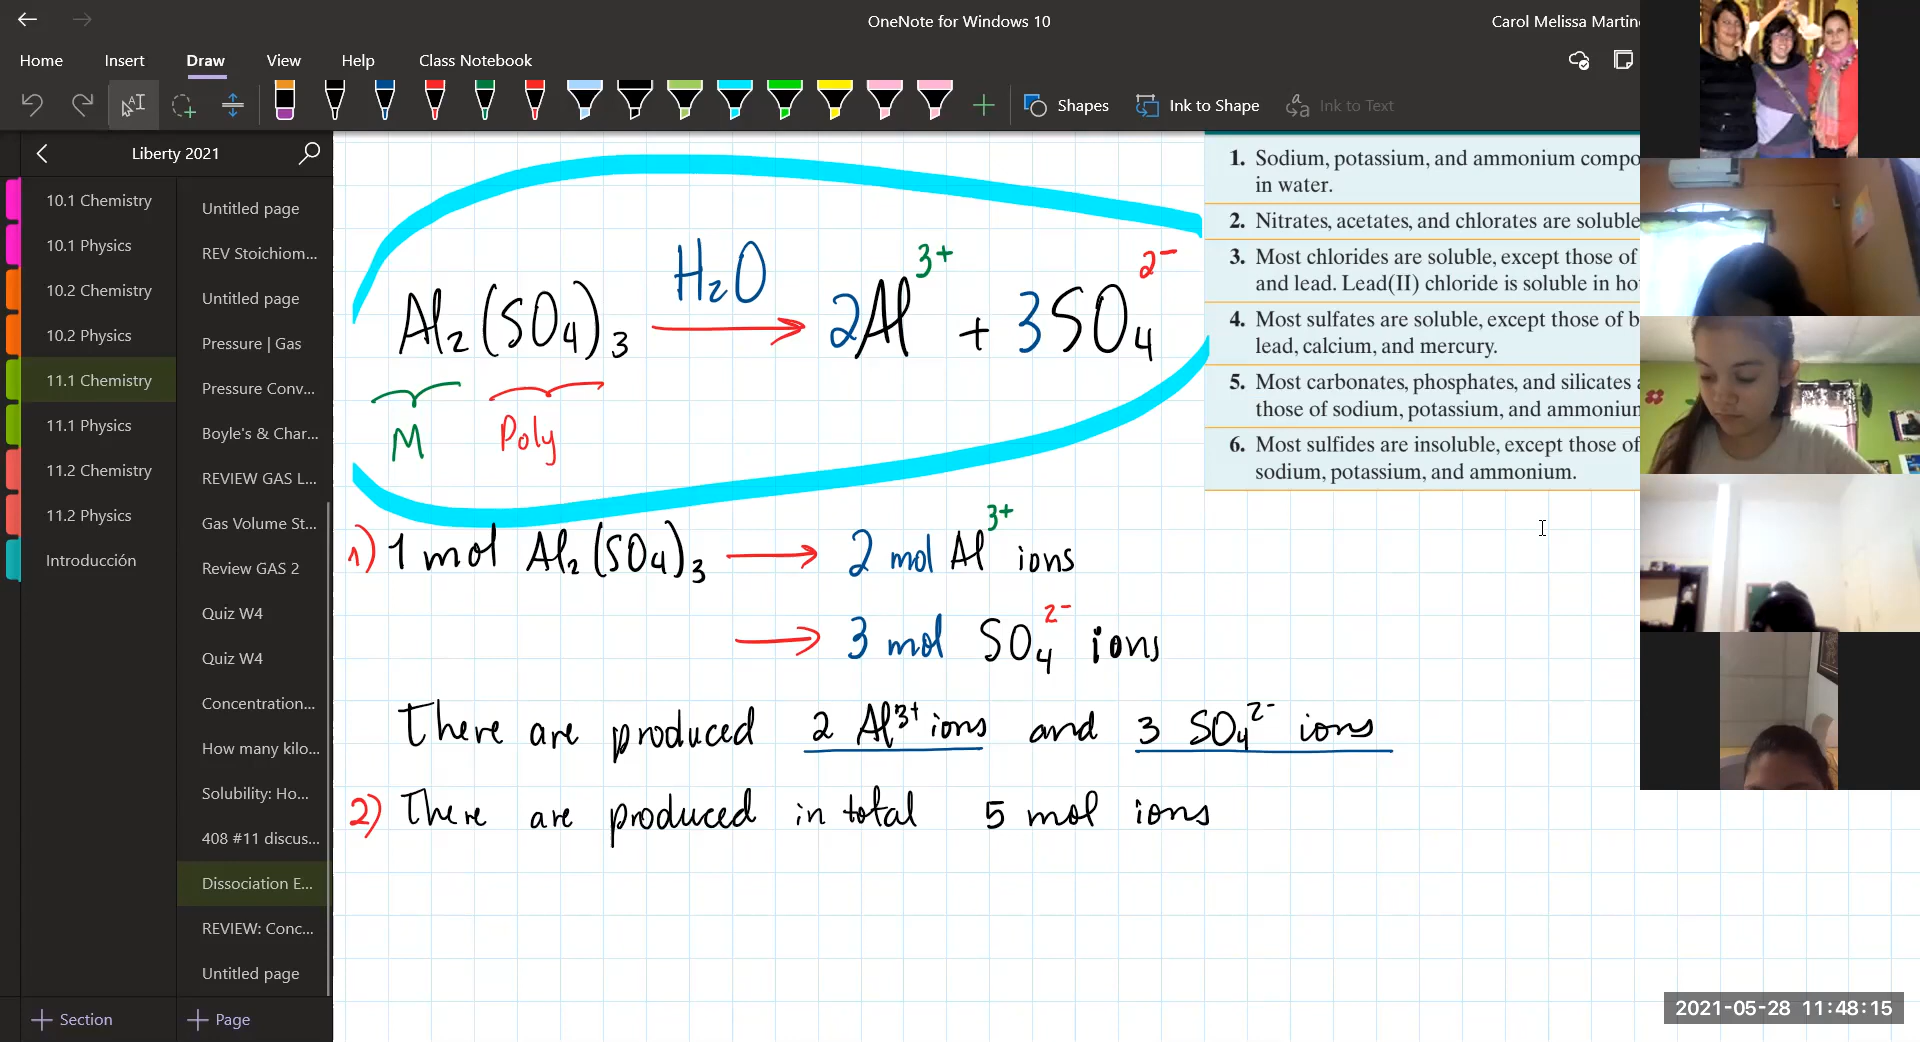 OneNote for Windows 10
Carol Melissa Martin
Home Insert Draw View Help Class Notebook
Shapes Ink to Shape Ink to Text
Liberty 2021
10.1 Chemistry
10.1 Physics
10.2 Chemistry
10.2 Physics
11.1 Chemistry
11.1 Physics
11.2 Chemistry
11.2 Physics
Introducción
Section
Untitled page
REV Stoichiom...
Untitled page
Pressure | Gas
Pressure Conv...
Boyle's & Char...
REVIEW GAS L...
Gas Volume St...
Review GAS 2
Quiz W4
Quiz W4
Concentration...
How many kilo...
Solubility: Ho...
408 #11 discus...
Dissociation E...
REVIEW: Conc...
Untitled page
Page
Al₂(SO₄)₃ H₂O → 2Al³⁺ + 3SO₄²⁻
M Poly
1) 1 mol Al₂(SO₄)₃ → 2 mol Al³⁺ ions
→ 3 mol SO₄²⁻ ions
There are produced 2 Al³⁺ ions and 3 SO₄²⁻ ions
2) There are produced in total 5 mol ions
1. Sodium, potassium, and ammonium compo
in water.
2. Nitrates, acetates, and chlorates are soluble
3. Most chlorides are soluble, except those of
and lead. Lead(II) chloride is soluble in ho
4. Most sulfates are soluble, except those of b
lead, calcium, and mercury.
5. Most carbonates, phosphates, and silicates
those of sodium, potassium, and ammonium
6. Most sulfides are insoluble, except those of
sodium, potassium, and ammonium.
2021-05-28 11:48:15